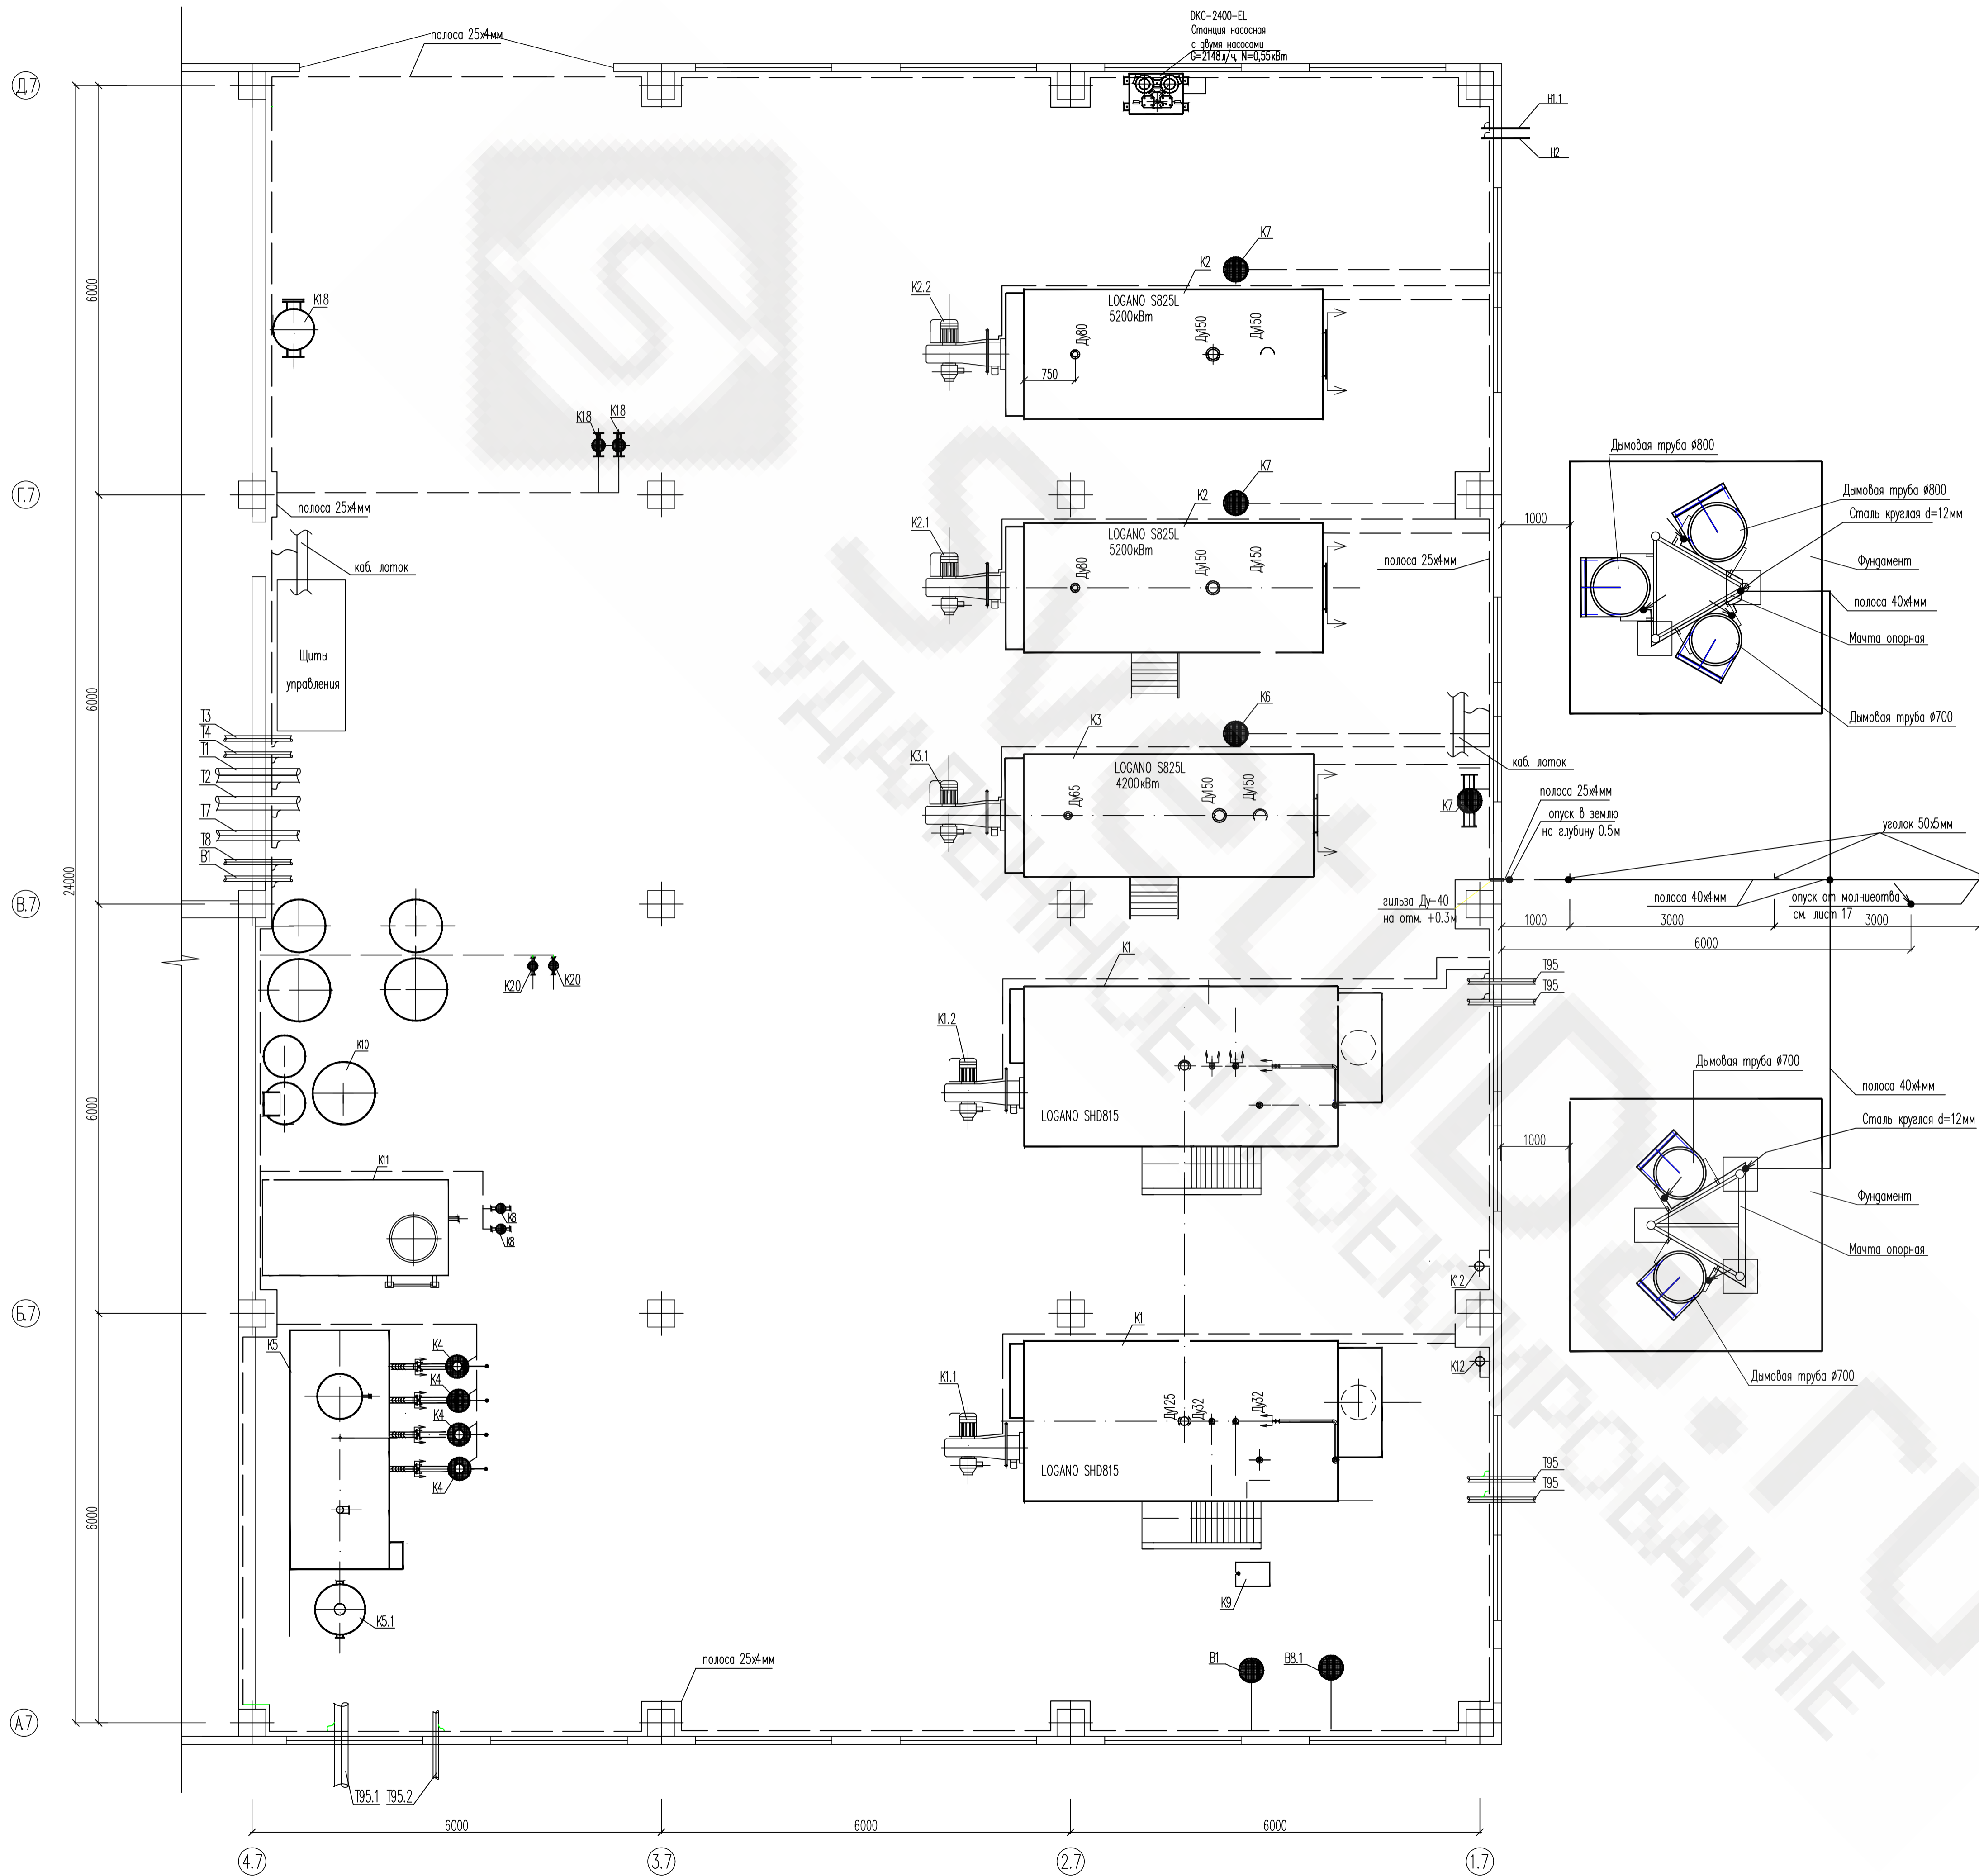 DKC-2400-EL
Станция насосная
с двумя насосами
G=2148л/ч, N=0,55кВт
полоса 25х4мм
Д.7
Н1.1
Н2
6000
К7
К2
К2.2
LOGANO S825L
5200кВт
К18
Ду80
Ду150
Ду150
750
К18
К18
Дымовая труба Ø800
К7
К2
Г.7
полоса 25х4мм
Дымовая труба Ø800
Сталь круглая d=12мм
1000
К2.1
LOGANO S825L
5200кВт
Ду80
Ду150
Ду150
каб. лоток
полоса 25х4мм
Фундамент
полоса 40х4мм
Мачта опорная
Щиты
управления
6000
К6
К3
Дымовая труба Ø700
Т3
Т4
Т1
Т2
Т7
Т8
В1
К3.1
LOGANO S825L
4200кВт
Ду65
Ду150
Ду150
К7
каб. лоток
полоса 25х4мм
опуск в землю
на глубину 0.5м
уголок 50х5мм
24000
В.7
гильза Ду-40
на отм. +0.3м
полоса 40х4мм
опуск от молниеотва
см. лист 17
1000
3000
3000
6000
К1
Т95
Т95
К20
К20
К1.2
К10
LOGANO SHD815
6000
Дымовая труба Ø700
полоса 40х4мм
Сталь круглая d=12мм
1000
К11
К8
К8
Фундамент
Мачта опорная
К12
Б.7
К5
К4
К4
К4
К4
К1
К12
Дымовая труба Ø700
К1.1
Ду125
Ду32
Ду32
LOGANO SHD815
Т95
Т95
6000
К9
К5.1
В1
В8.1
полоса 25х4мм
А.7
Т95.1
Т95.2
6000
6000
6000
4.7
3.7
2.7
1.7
SvetVDa.ru
УДАЛЕННОЕ ПРОЕКТИРОВАНИЕ